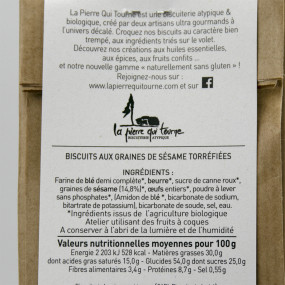 La Pierre Qui Tourne est une biscuiterie atypique &
biologique, créé par deux artisans ultra gourmands à
l'univers décalé. Croquez nos biscuits au caractère bien
trempé, aux ingrédients triés sur le volet.
Découvrez nos créations aux huiles essentielles,
aux épices, aux fruits confits ...
et notre nouvelle gamme « naturellement sans gluten » !
Rejoignez-nous sur :
www.lapierrequitourne.com et sur f
la pierre qui tourne
BISCUITERIE ATYPIQUE
BISCUITS AUX GRAINES DE SÉSAME TORRÉFIÉES
INGRÉDIENTS :
Farine de blé demi complète*, beurre*, sucre de canne roux*,
graines de sésame (14,8%)*, œufs entiers*, poudre à lever
sans phosphates*, (Amidon de blé *, bicarbonate de sodium,
bitartrate de potassium), bicarbonate de soude, sel, eau.
*Ingrédients issus de l'agriculture biologique
Atelier utilisant des fruits à coques
A conserver à l'abri de la lumière et de l'humidité
Valeurs nutritionnelles moyennes pour 100g
Energie 2 203 kJ/528 kcal - Matières grasses 30,0g
dont acides gras saturés 15,0g - Glucides 54,0g dont sucres 25,0g
Fibres alimentaires 3,4g - Protéines 8,7g - Sel 0,55g